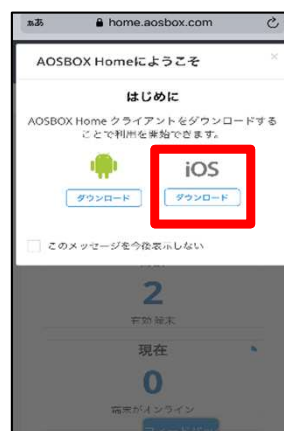 ぁあ home.aosbox.com
AOSBOX Homeにようこそ ×
はじめに
AOSBOX Home クライアントをダウンロードする
ことで利用を開始できます。
iOS
ダウンロード ダウンロード
このメッセージを今後表示しない
2
有効端末
現在
0
端末がオンライン